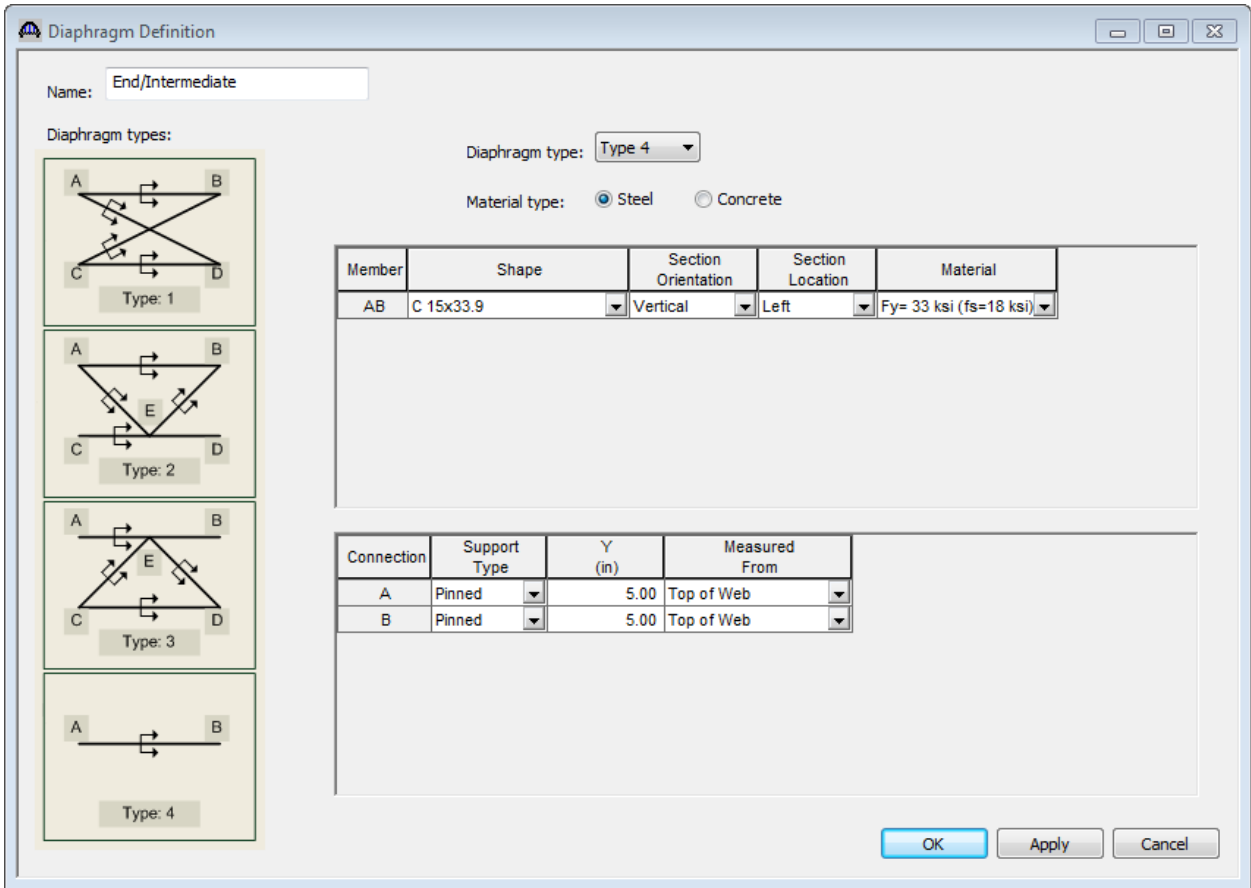 Diaphragm Definition
Name: End/Intermediate
Diaphragm types:
A B
C D
Type: 1
A B
E
C D
Type: 2
A B
E
C D
Type: 3
A B
Type: 4
Diaphragm type: Type 4
Material type: Steel Concrete
Member Shape Section Orientation Section Location Material
AB C 15x33.9 Vertical Left Fy= 33 ksi (fs=18 ksi)
Connection Support Type Y (in) Measured From
A Pinned 5.00 Top of Web
B Pinned 5.00 Top of Web
OK Apply Cancel